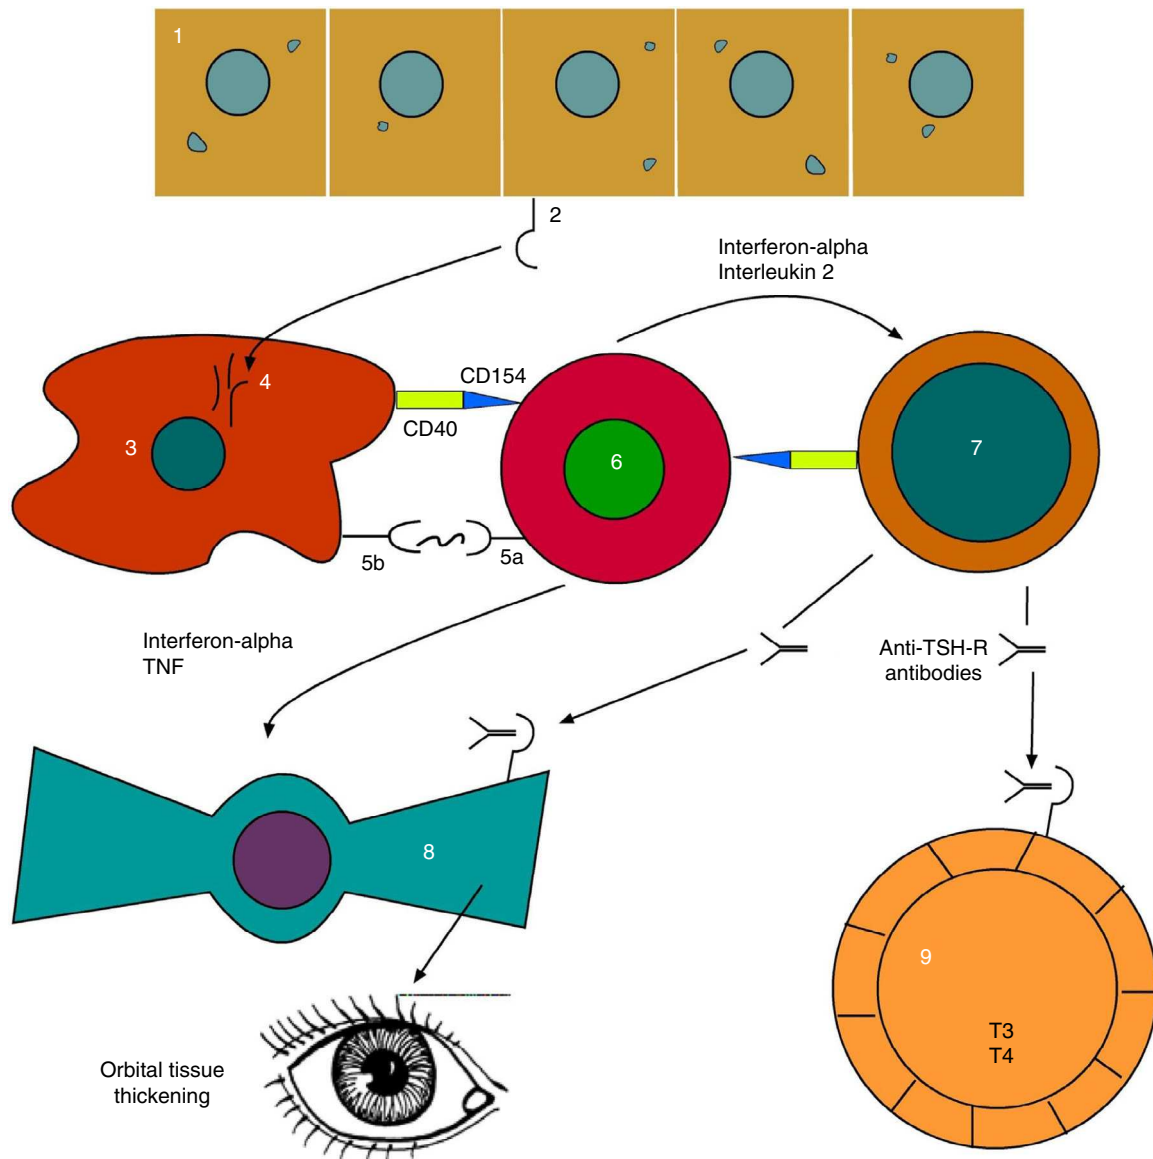 1
2
Interferon-alpha
Interleukin 2
4
CD154
CD40
3
6
7
5b
5a
Interferon-alpha
TNF
Anti-TSH-R
antibodies
8
9
T3
T4
Orbital tissue
thickening